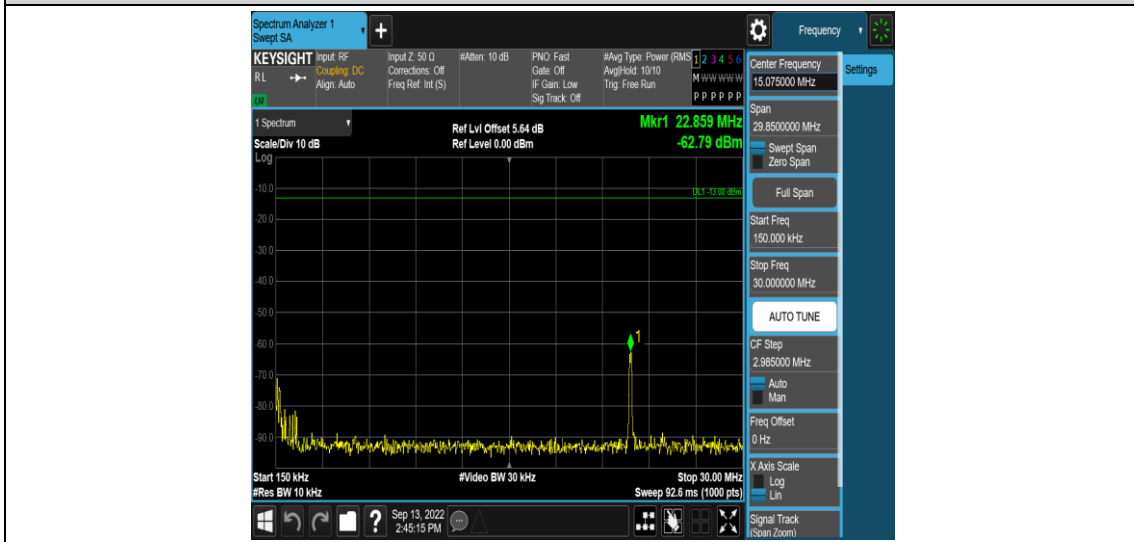 Spectrum Analyzer 1
Swept SA
+
Frequency
KEYSIGHT
RL
LXI
Input: RF
Coupling: DC
Align: Auto
Input Z: 50 Ω
Corrections: Off
Freq Ref: Int (S)
#Atten: 10 dB
PNO: Fast
Gate: Off
IF Gain: Low
Sig Track: Off
#Avg Type: Power (RMS
Avg|Hold: 10/10
Trig: Free Run
1 2 3 4 5 6
M W W W W W
P P P P P P
1 Spectrum
Scale/Div 10 dB
Log
Ref Lvl Offset 5.64 dB
Ref Level 0.00 dBm
Mkr1 22.859 MHz
-62.79 dBm
DL1 -13.00 dBm
-10.0
-20.0
-30.0
-40.0
-50.0
-60.0
-70.0
-80.0
-90.0
1
Start 150 kHz
#Res BW 10 kHz
#Video BW 30 kHz
Stop 30.00 MHz
Sweep 92.6 ms (1000 pts)
Center Frequency
15.075000 MHz
Settings
Span
29.8500000 MHz
Swept Span
Zero Span
Full Span
Start Freq
150.000 kHz
Stop Freq
30.000000 MHz
AUTO TUNE
CF Step
2.985000 MHz
Auto
Man
Freq Offset
0 Hz
X Axis Scale
Log
Lin
Signal Track
(Span Zoom)
?
Sep 13, 2022
2:45:15 PM